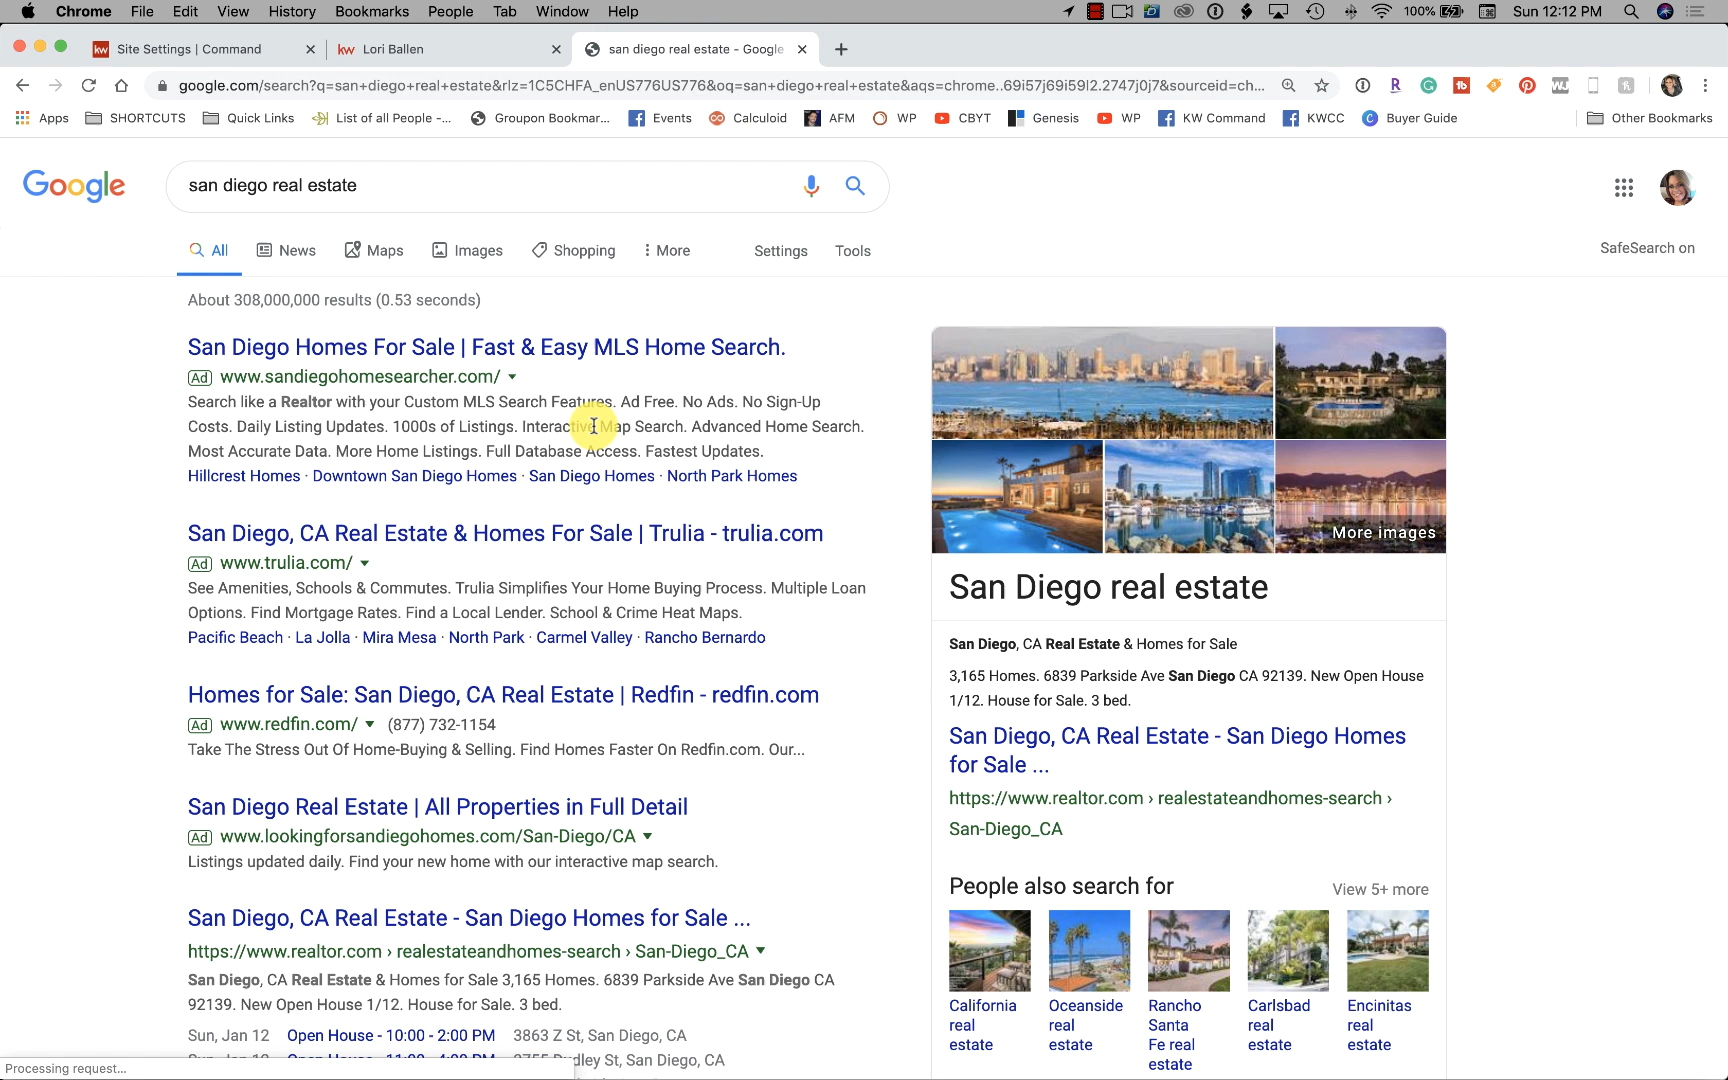 Chrome File Edit View History Bookmarks People Tab Window Help 100% Sun 12:12 PM
kw Site Settings | Command kw Lori Ballen san diego real estate - Google
google.com/search?q=san+diego+real+estate&rlz=1C5CHFA_enUS776US776&oq=san+diego+real+estate&aqs=chrome..69i57j69i59l2.2747j0j7&sourceid=ch...
Apps SHORTCUTS Quick Links List of all People -... Groupon Bookmar... Events Calculoid AFM WP CBYT Genesis WP KW Command KWCC Buyer Guide Other Bookmarks
Google san diego real estate
All News Maps Images Shopping More Settings Tools SafeSearch on
About 308,000,000 results (0.53 seconds)
San Diego Homes For Sale | Fast & Easy MLS Home Search.
Ad www.sandiegohomesearcher.com/
Search like a Realtor with your Custom MLS Search Features. Ad Free. No Ads. No Sign-Up
Costs. Daily Listing Updates. 1000s of Listings. Interactive Map Search. Advanced Home Search.
Most Accurate Data. More Home Listings. Full Database Access. Fastest Updates.
Hillcrest Homes · Downtown San Diego Homes · San Diego Homes · North Park Homes
San Diego, CA Real Estate & Homes For Sale | Trulia - trulia.com
Ad www.trulia.com/
See Amenities, Schools & Commutes. Trulia Simplifies Your Home Buying Process. Multiple Loan
Options. Find Mortgage Rates. Find a Local Lender. School & Crime Heat Maps.
Pacific Beach · La Jolla · Mira Mesa · North Park · Carmel Valley · Rancho Bernardo
Homes for Sale: San Diego, CA Real Estate | Redfin - redfin.com
Ad www.redfin.com/ (877) 732-1154
Take The Stress Out Of Home-Buying & Selling. Find Homes Faster On Redfin.com. Our...
San Diego Real Estate | All Properties in Full Detail
Ad www.lookingforsandiegohomes.com/San-Diego/CA
Listings updated daily. Find your new home with our interactive map search.
San Diego, CA Real Estate - San Diego Homes for Sale ...
https://www.realtor.com › realestateandhomes-search › San-Diego_CA
San Diego, CA Real Estate & Homes for Sale 3,165 Homes. 6839 Parkside Ave San Diego CA
92139. New Open House 1/12. House for Sale. 3 bed.
Sun, Jan 12 Open House - 10:00 - 2:00 PM 3863 Z St, San Diego, CA
St, San Diego, CA
Processing request...
More images
San Diego real estate
San Diego, CA Real Estate & Homes for Sale
3,165 Homes. 6839 Parkside Ave San Diego CA 92139. New Open House
1/12. House for Sale. 3 bed.
San Diego, CA Real Estate - San Diego Homes
for Sale ...
https://www.realtor.com › realestateandhomes-search ›
San-Diego_CA
People also search for View 5+ more
California real estate
Oceanside real estate
Rancho Santa Fe real estate
Carlsbad real estate
Encinitas real estate